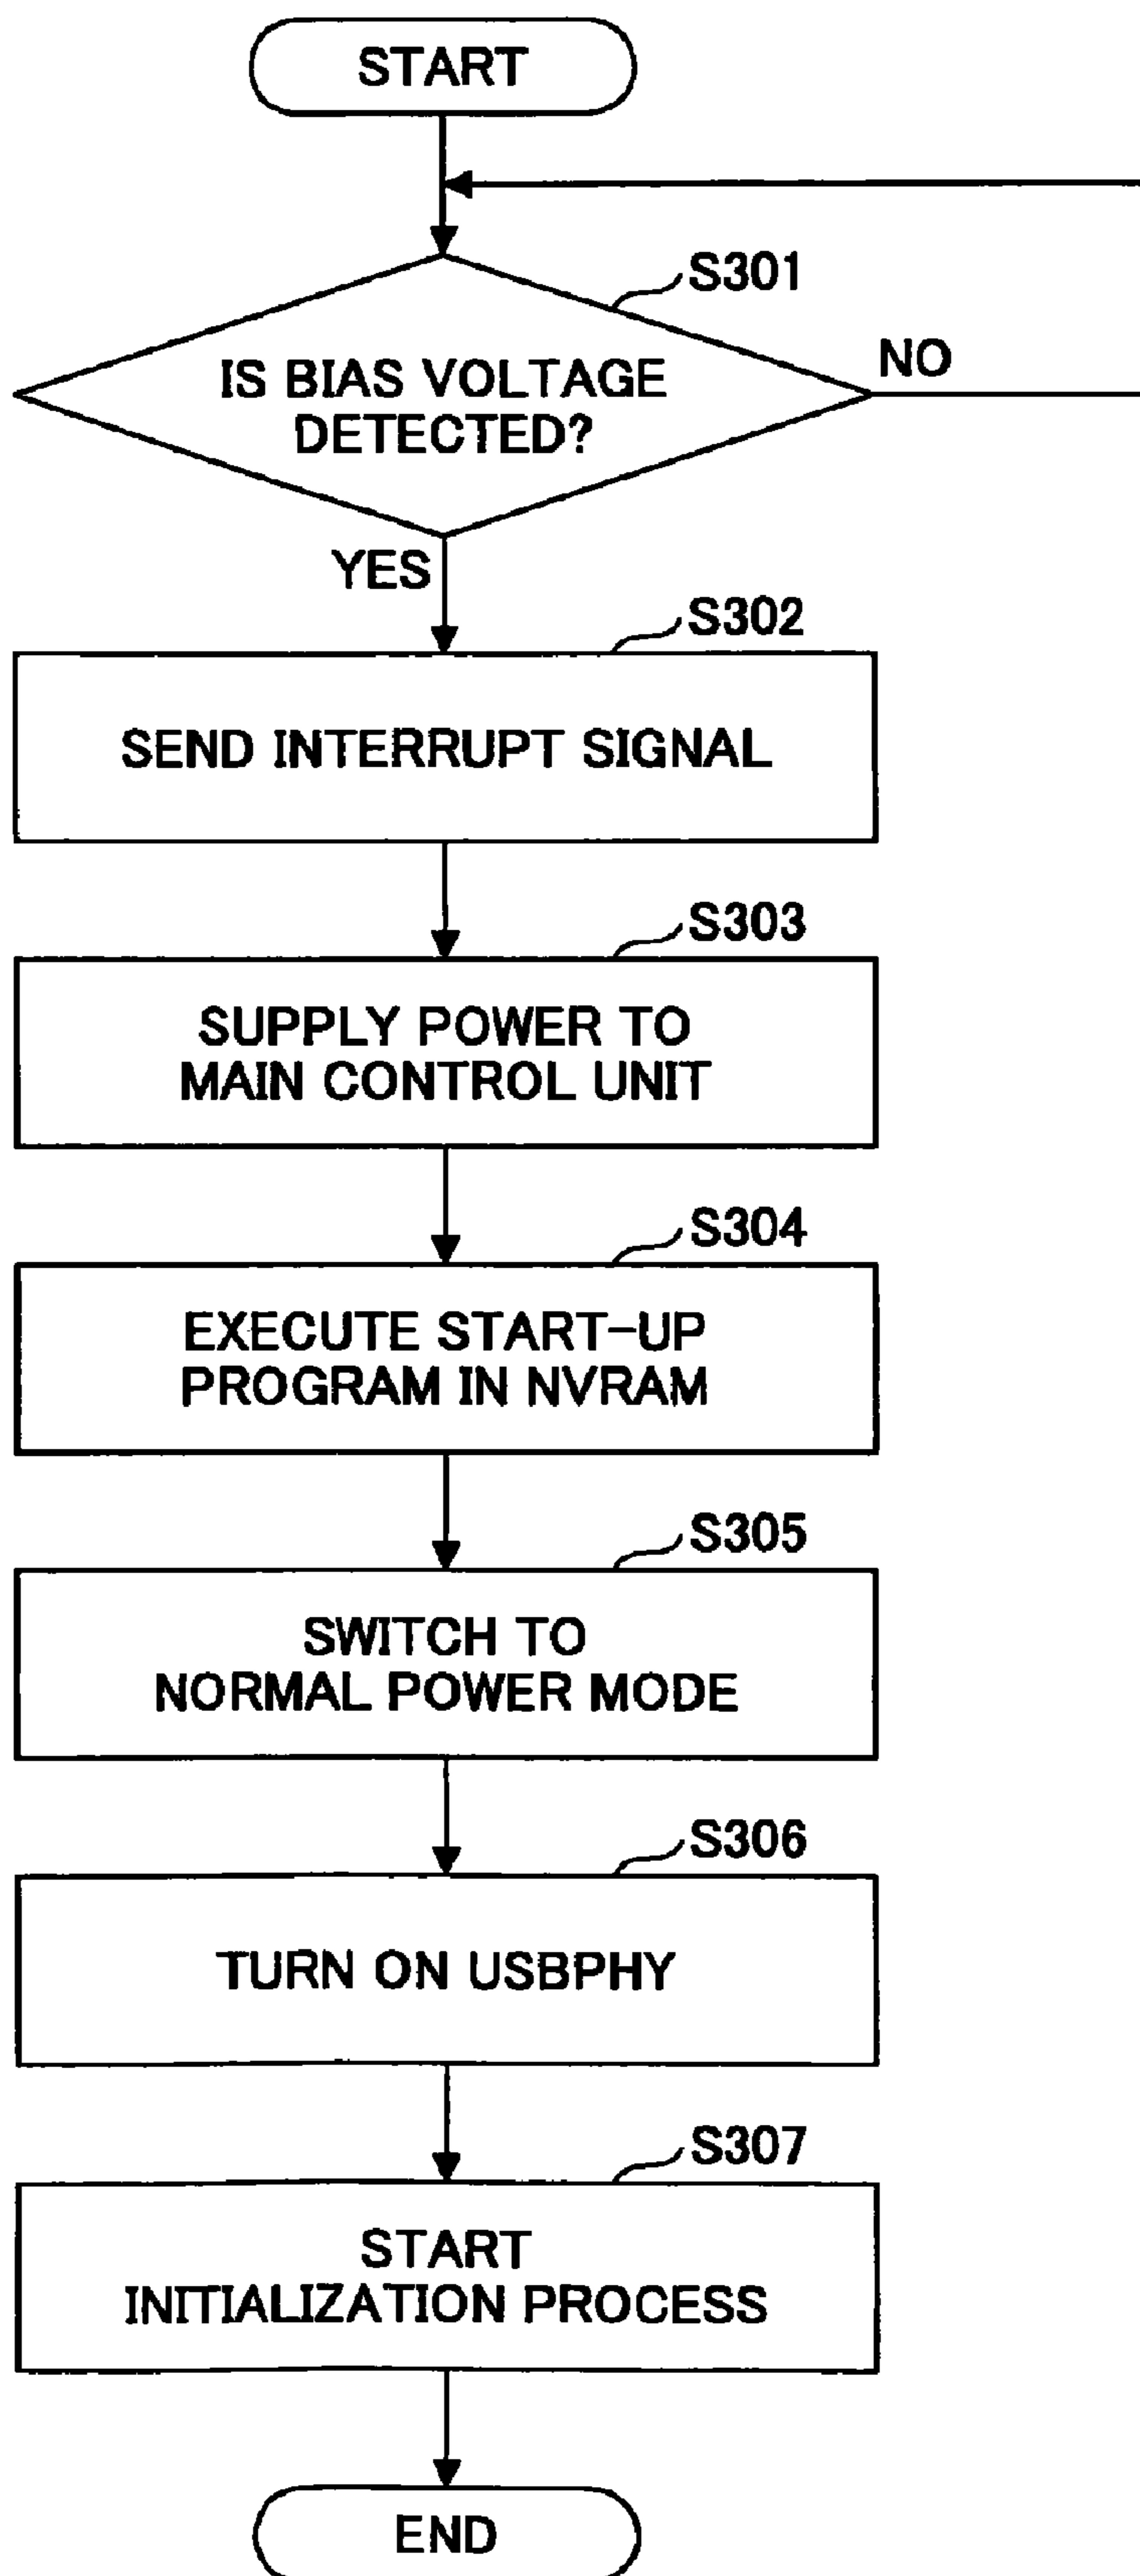 START
S301
IS BIAS VOLTAGE
DETECTED?
NO
YES
S302
SEND INTERRUPT SIGNAL
S303
SUPPLY POWER TO
MAIN CONTROL UNIT
S304
EXECUTE START-UP
PROGRAM IN NVRAM
S305
SWITCH TO
NORMAL POWER MODE
S306
TURN ON USBPHY
S307
START
INITIALIZATION PROCESS
END